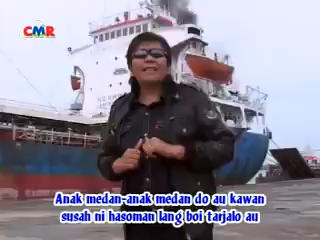 CMR
Anak medan-anak medan do au kawan
susah ni hasoman lang boi tarjalo au